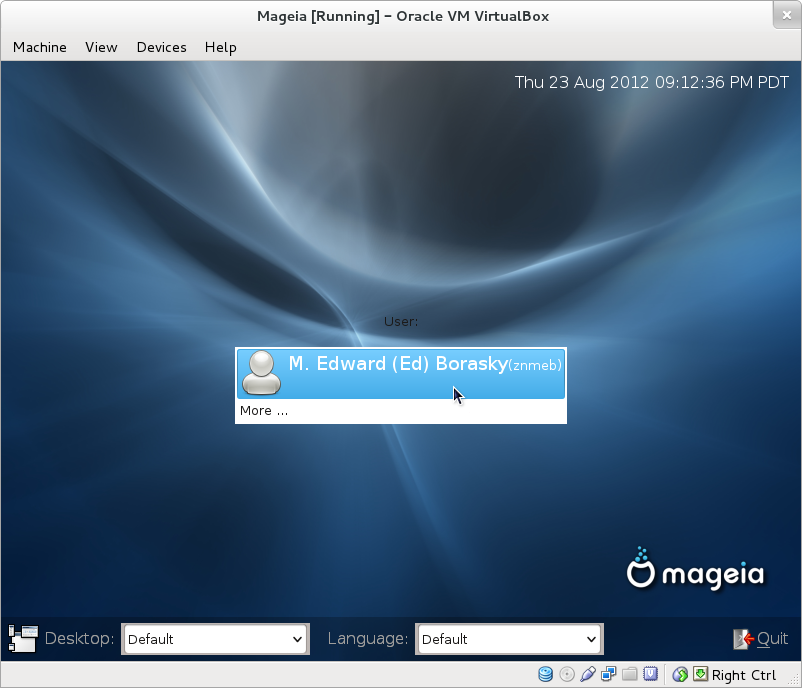 Mageia [Running] – Oracle VM VirtualBox
Machine View Devices Help
Thu 23 Aug 2012 09:12:36 PM PDT
User:
M. Edward (Ed) Borasky(znmeb)
More ...
mageia
Desktop: Default Language: Default Quit
Right Ctrl